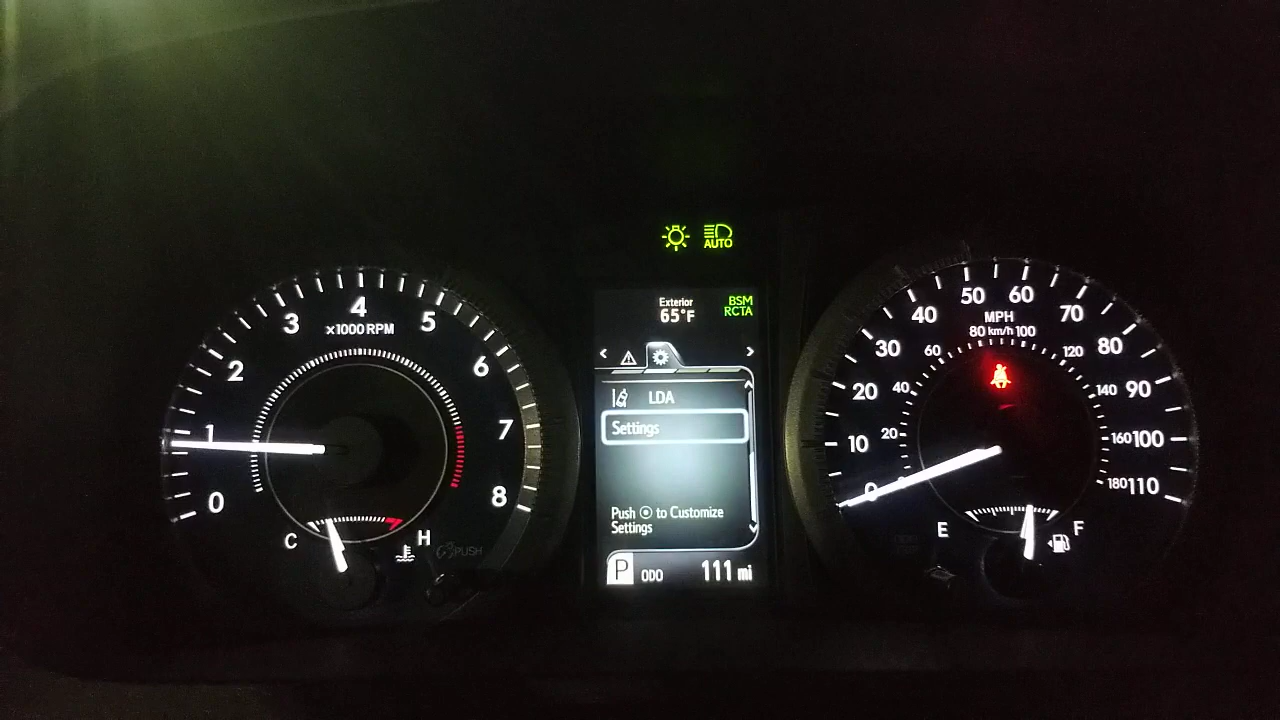 AUTO
Exterior
65°F
BSM
RCTA
< >
LDA
Settings
Push ⦿ to Customize
Settings
P ODO 111 mi
0
1
2
3
4
5
6
7
8
x1000 RPM
C H
PUSH
0
10
20
30
40
50
60
70
80
90
100
110
MPH
km/h
20
40
60
80
100
120
140
160
180
E F